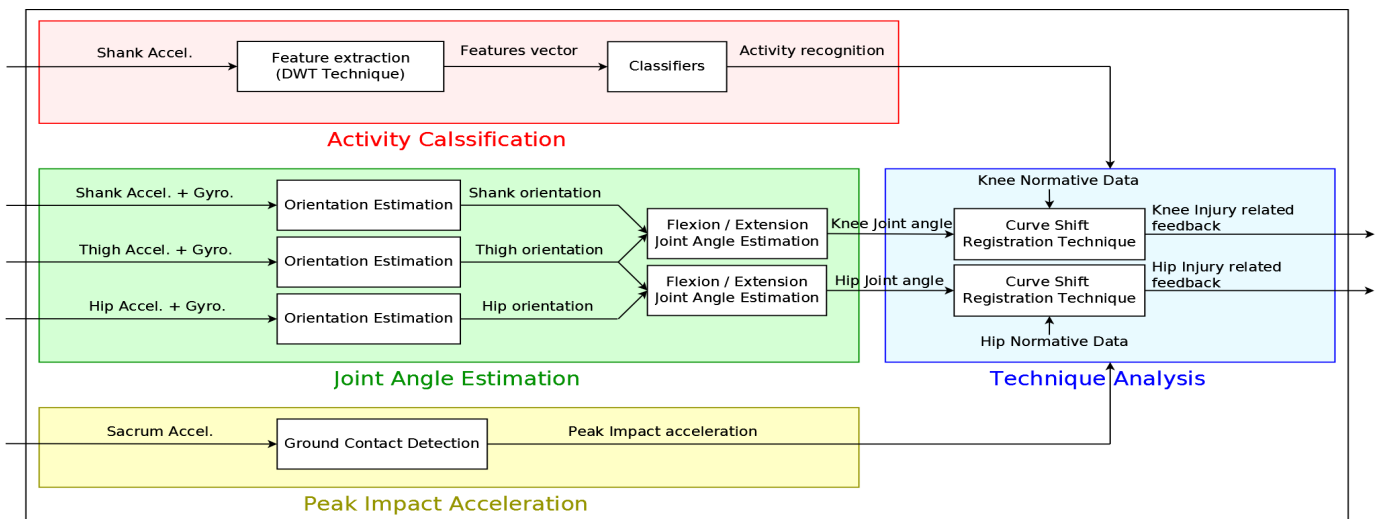 Shank Accel.
Feature extraction
(DWT Technique)
Features vector
Classifiers
Activity recognition
Activity Calssification
Shank Accel. + Gyro.
Orientation Estimation
Shank orientation
Thigh Accel. + Gyro.
Orientation Estimation
Thigh orientation
Hip Accel. + Gyro.
Orientation Estimation
Hip orientation
Flexion / Extension
Joint Angle Estimation
Flexion / Extension
Joint Angle Estimation
Knee Joint angle
Hip Joint angle
Joint Angle Estimation
Knee Normative Data
Curve Shift
Registration Technique
Curve Shift
Registration Technique
Hip Normative Data
Knee Injury related
feedback
Hip Injury related
feedback
Technique Analysis
Sacrum Accel.
Ground Contact Detection
Peak Impact acceleration
Peak Impact Acceleration